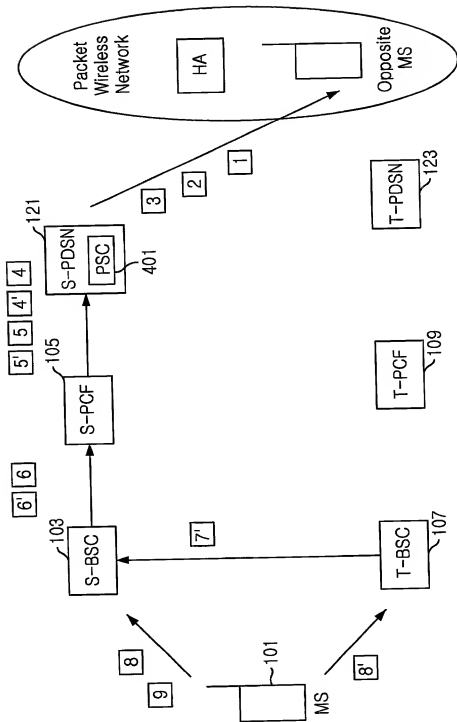 Packet
Wireless
Network
HA
Opposite
MS
121
S-PDSN
PSC
401
3
2
1
5'
5
4'
4
105
S-PCF
6'
6
103
S-BSC
8
9
7'
101
MS
8'
T-BSC
107
T-PCF
109
T-PDSN
123